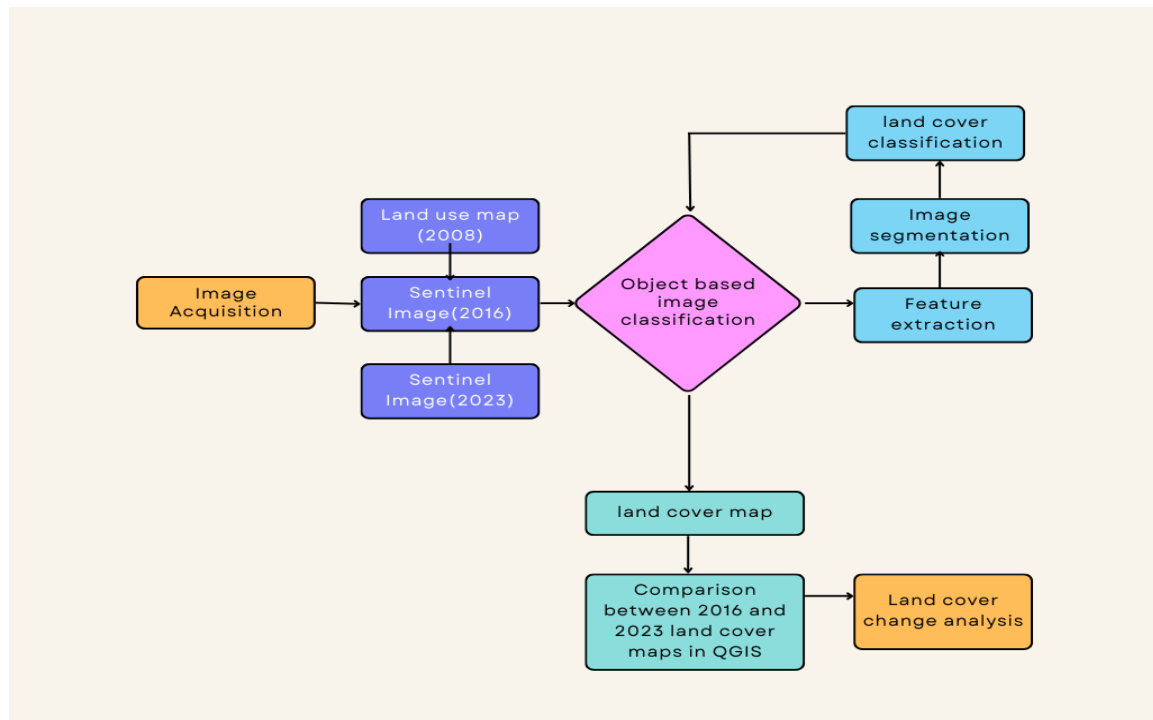 land cover
classification
Land use map
(2008)
Image
segmentation
Image
Acquisition
Sentinel
Image(2016)
Object based
image
classification
Feature
extraction
Sentinel
Image(2023)
land cover map
Comparison
between 2016 and
2023 land cover
maps in QGIS
Land cover
change analysis